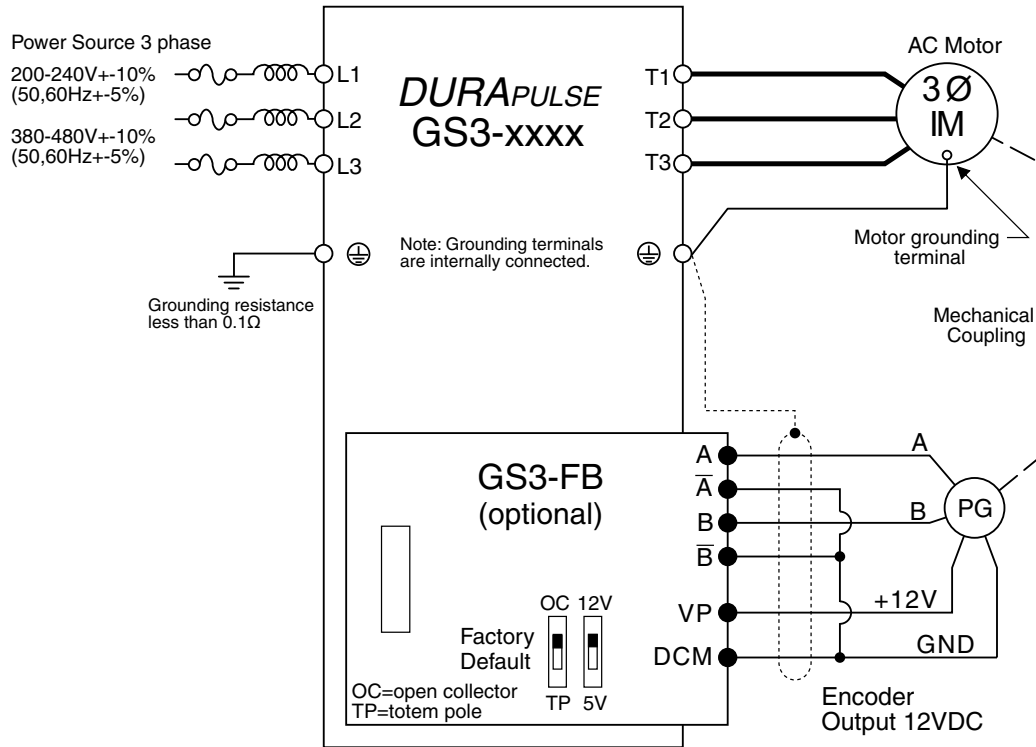 Power Source 3 phase
200-240V+-10%
(50,60Hz+-5%)
380-480V+-10%
(50,60Hz+-5%)
L1
L2
L3
DURAPULSE
GS3-xxxx
T1
T2
T3
AC Motor
3Ø
IM
Motor grounding
terminal
Note: Grounding terminals
are internally connected.
Grounding resistance
less than 0.1Ω
Mechanical
Coupling
GS3-FB
(optional)
A
A̅
B
B̅
VP
DCM
OC 12V
Factory
Default
TP 5V
OC=open collector
TP=totem pole
A
B
PG
+12V
GND
Encoder
Output 12VDC